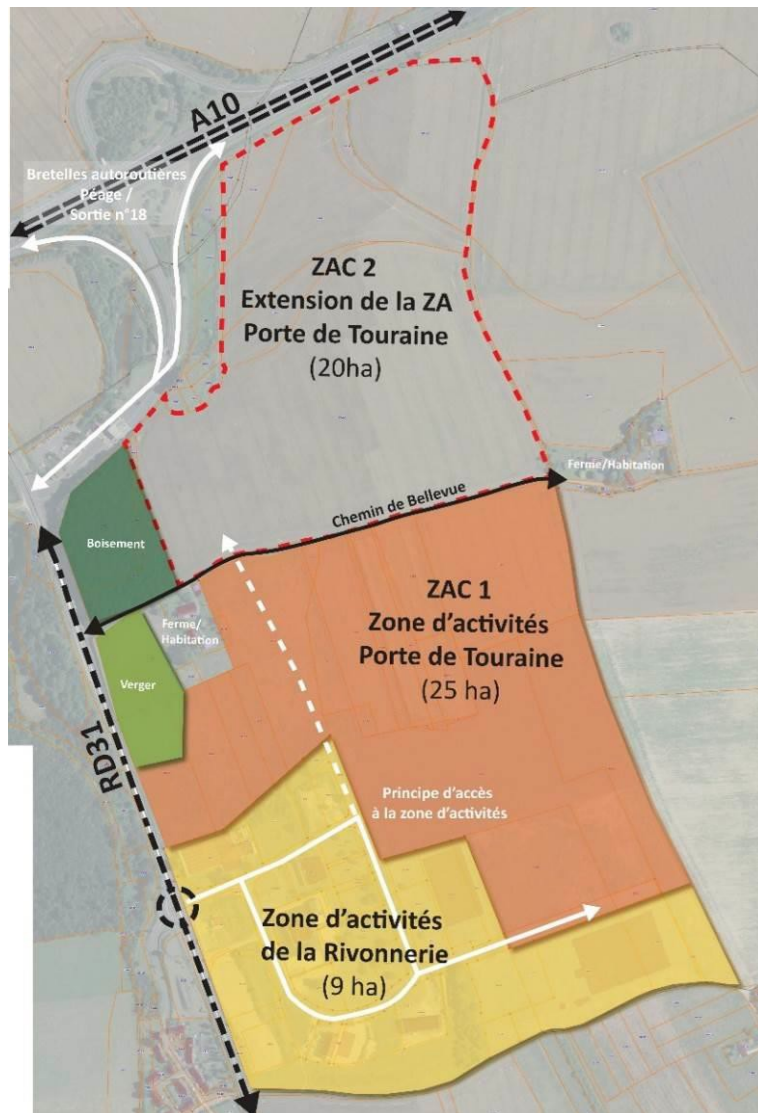 A10
Bretelles autoroutières
Péage /
Sortie n°18
ZAC 2
Extension de la ZA
Porte de Touraine
(20ha)
Ferme/Habitation
Chemin de Bellevue
Boisement
ZAC 1
Zone d'activités
Porte de Touraine
(25 ha)
Ferme/
Habitation
Verger
RD31
Principe d'accès
à la zone d'activités
Zone d'activités
de la Rivonnerie
(9 ha)